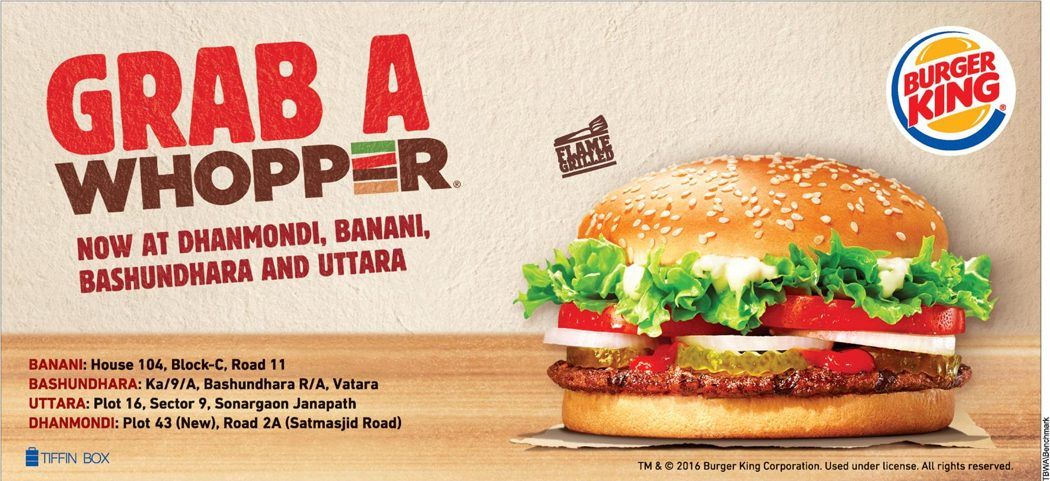 GRAB A
WHOPPER®
NOW AT DHANMONDI, BANANI,
BASHUNDHARA AND UTTARA
FLAME
GRILLED
BURGER
KING®
BANANI: House 104, Block-C, Road 11
BASHUNDHARA: Ka/9/A, Bashundhara R/A, Vatara
UTTARA: Plot 16, Sector 9, Sonargaon Janapath
DHANMONDI: Plot 43 (New), Road 2A (Satmasjid Road)
TIFFIN BOX
TM & © 2016 Burger King Corporation. Used under license. All rights reserved.
TBWA\Benchmark